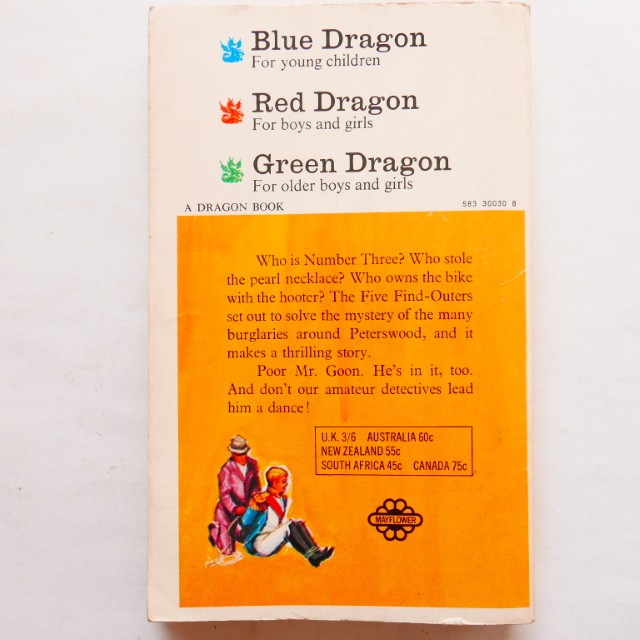 Blue Dragon
For young children
Red Dragon
For boys and girls
Green Dragon
For older boys and girls
A DRAGON BOOK
583 30030 8
Who is Number Three? Who stole
the pearl necklace? Who owns the bike
with the hooter? The Five Find-Outers
set out to solve the mystery of the many
burglaries around Peterswood, and it
makes a thrilling story.
Poor Mr. Goon. He's in it, too.
And don't our amateur detectives lead
him a dance!
U.K. 3/6 AUSTRALIA 60c
NEW ZEALAND 55c
SOUTH AFRICA 45c CANADA 75c
MAYFLOWER